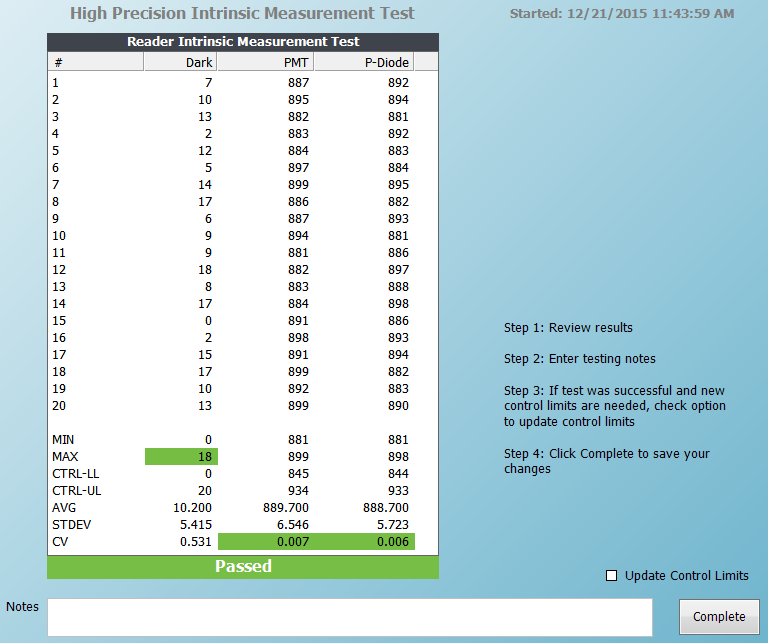 High Precision Intrinsic Measurement Test Started: 12/21/2015 11:43:59 AM
Reader Intrinsic Measurement Test
# Dark PMT P-Diode
1 7 887 892
2 10 895 894
3 13 882 881
4 2 883 892
5 12 884 883
6 5 897 884
7 14 899 895
8 17 886 882
9 6 887 893
10 9 894 881
11 9 881 886
12 18 882 897
13 8 883 888
14 17 884 898
15 0 891 886
16 2 898 893
17 15 891 894
18 17 899 882
19 10 892 883
20 13 899 890
MIN 0 881 881
MAX 18 899 898
CTRL-LL 0 845 844
CTRL-UL 20 934 933
AVG 10.200 889.700 888.700
STDEV 5.415 6.546 5.723
CV 0.531 0.007 0.006
Passed
Step 1: Review results
Step 2: Enter testing notes
Step 3: If test was successful and new
control limits are needed, check option
to update control limits
Step 4: Click Complete to save your
changes
Update Control Limits
Notes
Complete